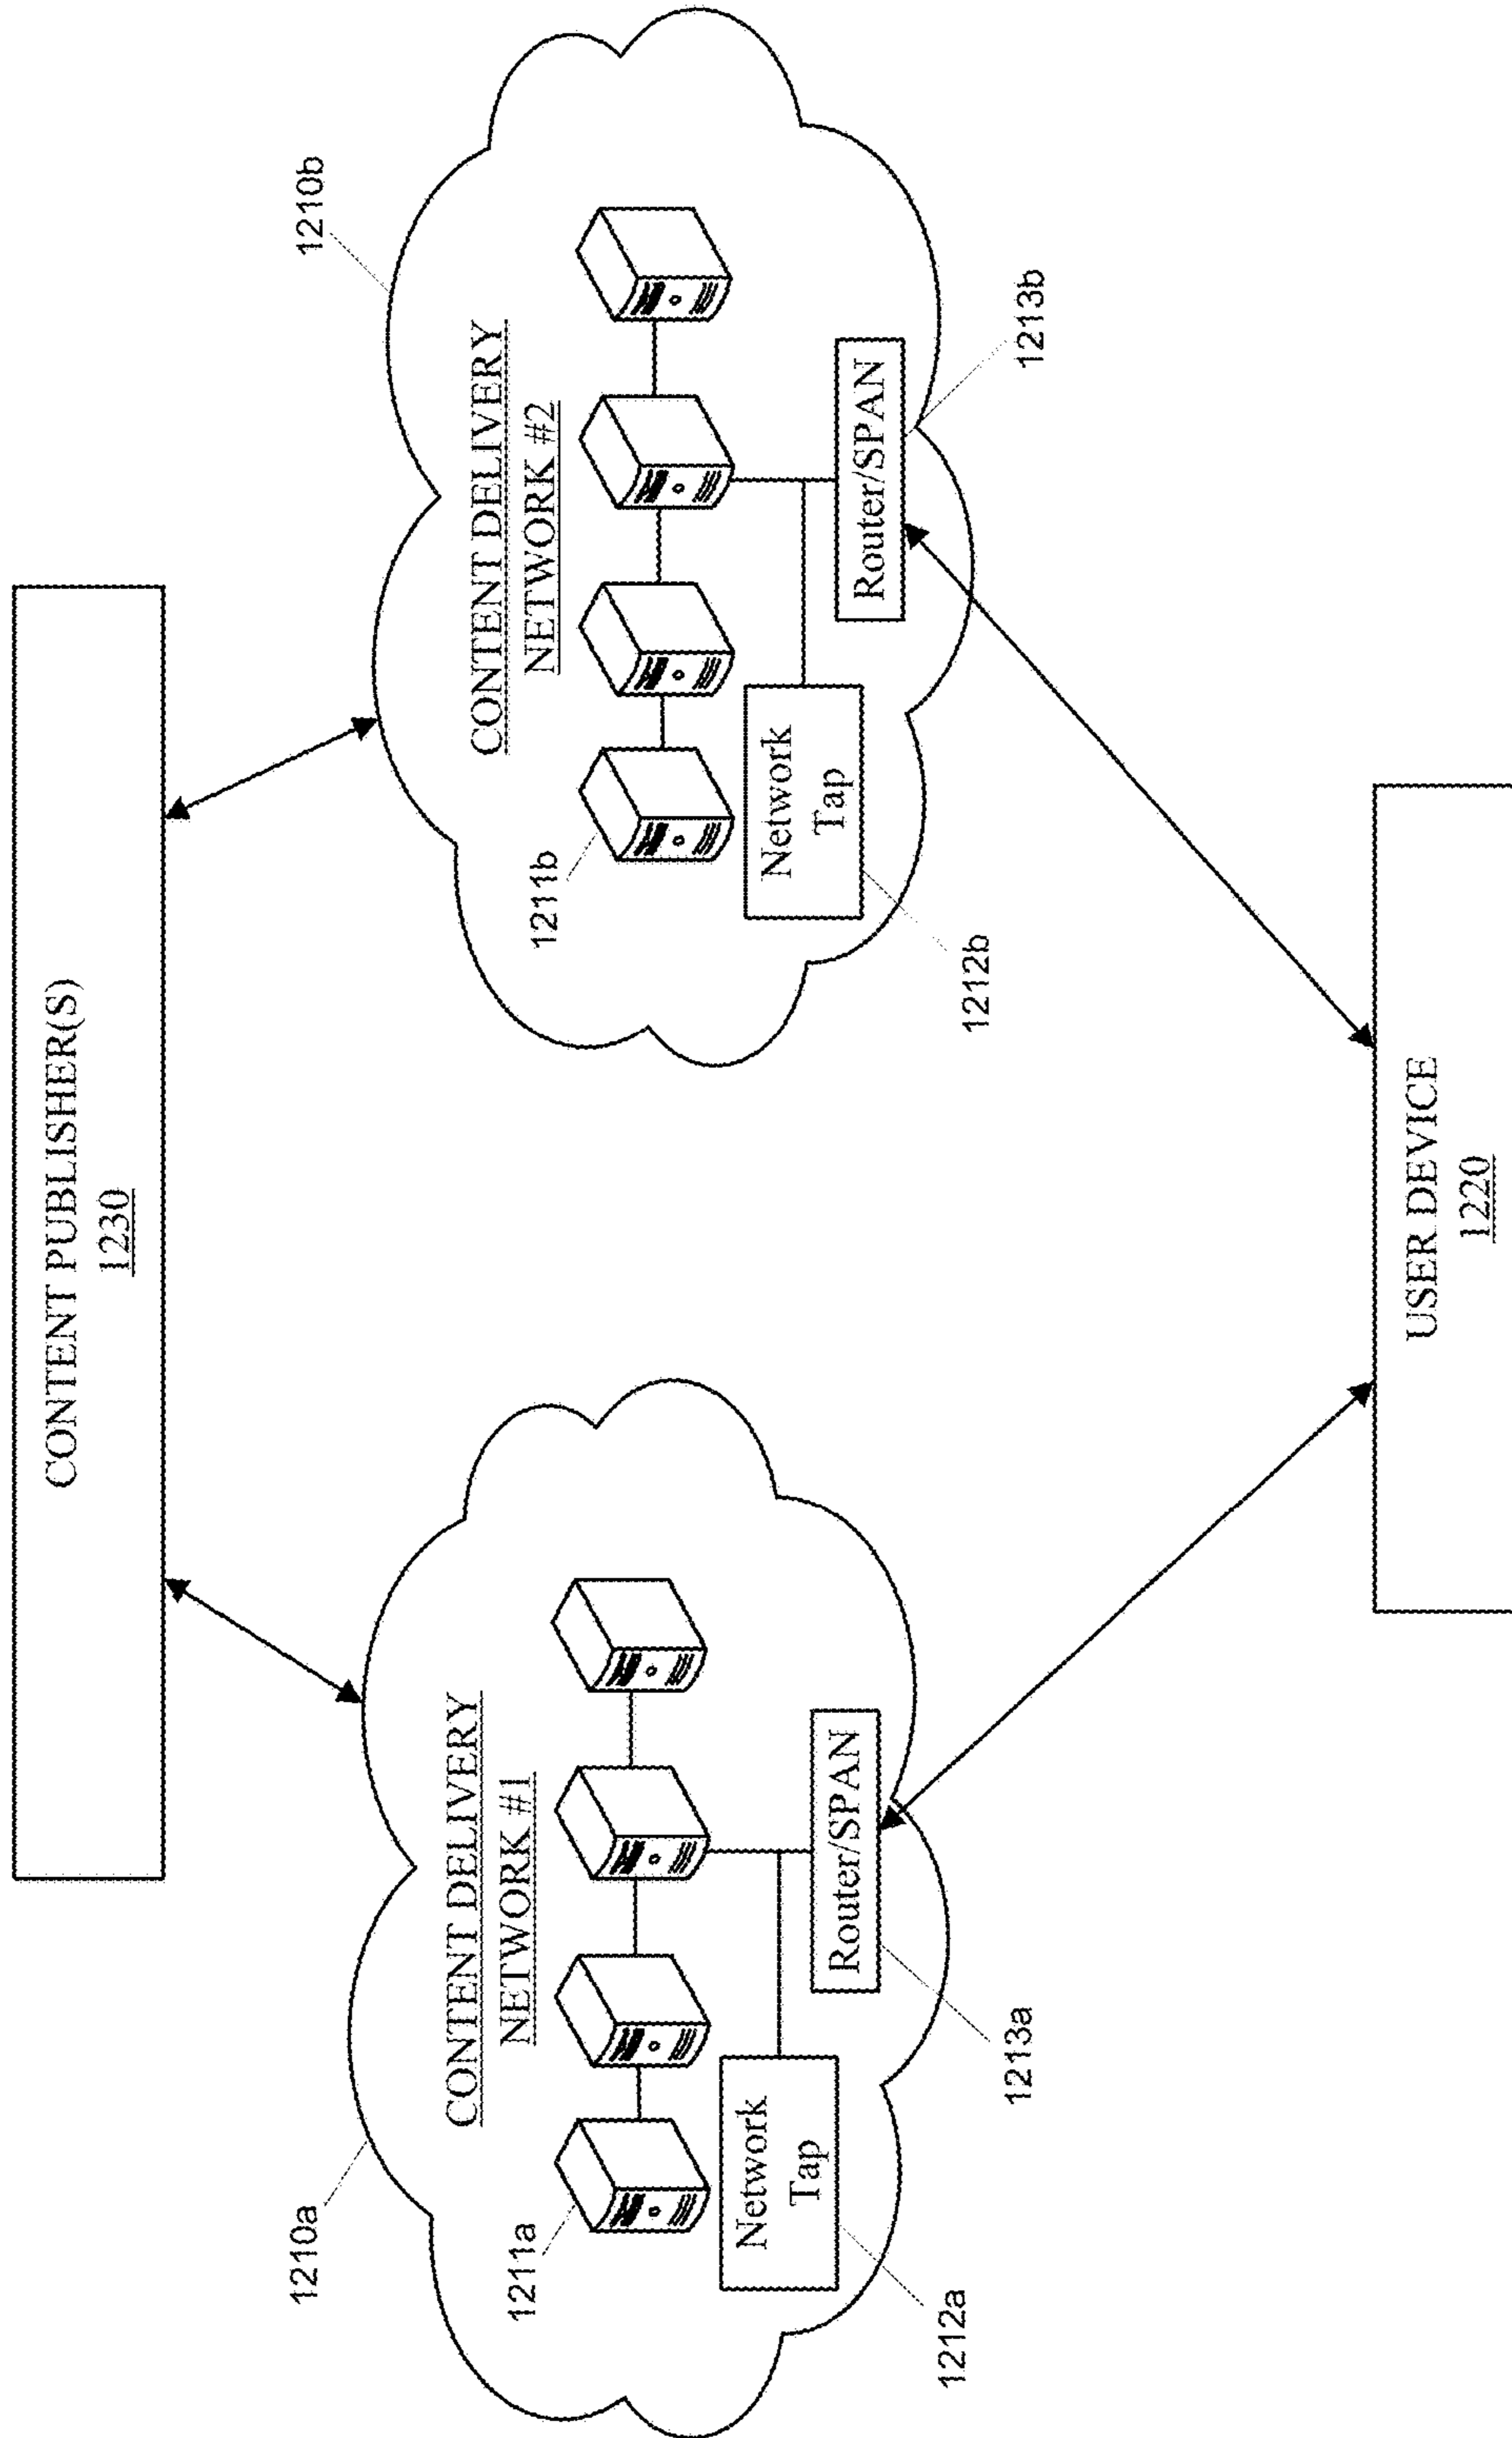 CONTENT PUBLISHER(S)
1230
1210a
CONTENT DELIVERY
NETWORK #1
1211a
Network
Tap
1212a
Router/SPAN
1213a
1210b
CONTENT DELIVERY
NETWORK #2
1211b
Network
Tap
1212b
Router/SPAN
1213b
USER DEVICE
1220